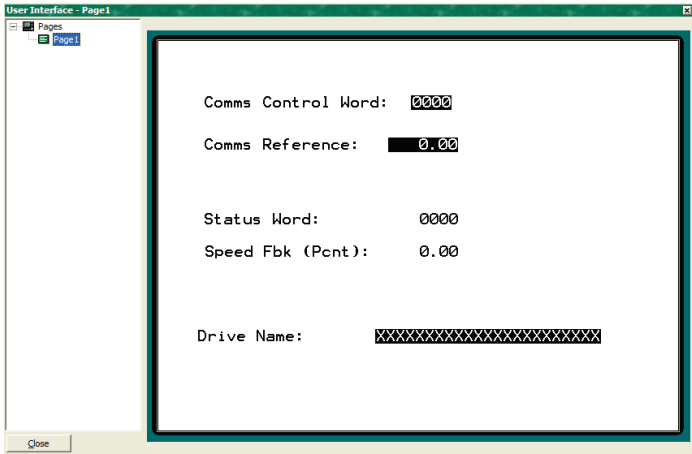 User Interface - Page1
Pages
Page1
Comms Control Word: 0000
Comms Reference: 0.00
Status Word: 0000
Speed Fbk (Pcnt): 0.00
Drive Name: XXXXXXXXXXXXXXXXXXXXXXX
Close